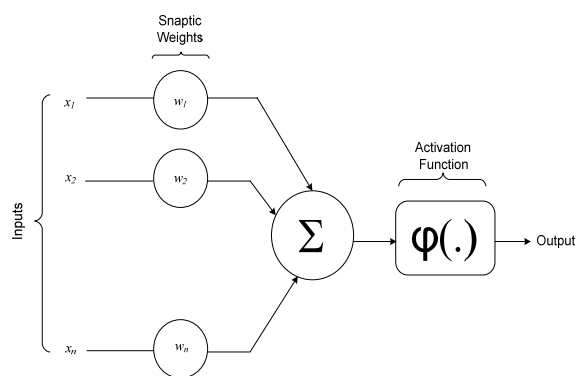 Snaptic
Weights
x1
w1
Activation
Function
x2
w2
Inputs
Σ
φ(.)
Output
xn
wn